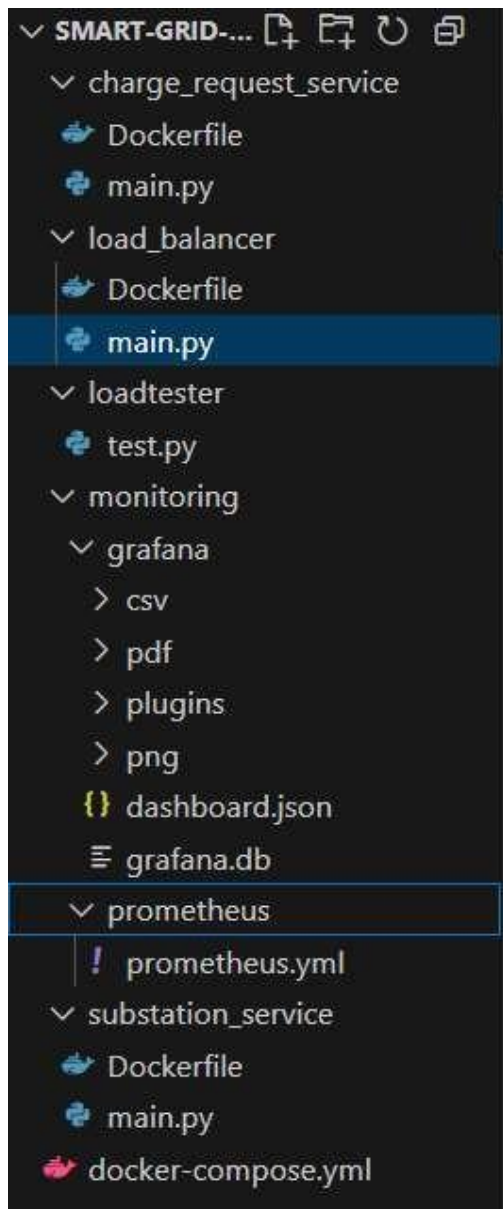 SMART-GRID-...
charge_request_service
Dockerfile
main.py
load_balancer
Dockerfile
main.py
loadtester
test.py
monitoring
grafana
csv
pdf
plugins
png
{} dashboard.json
grafana.db
prometheus
! prometheus.yml
substation_service
Dockerfile
main.py
docker-compose.yml